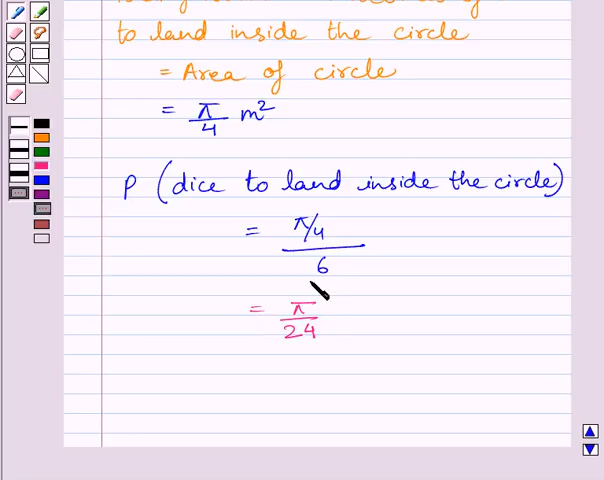 to land inside the circle
= Area of circle
= π/4 m²
P (dice to land inside the circle)
= π/4 / 6
= π/24